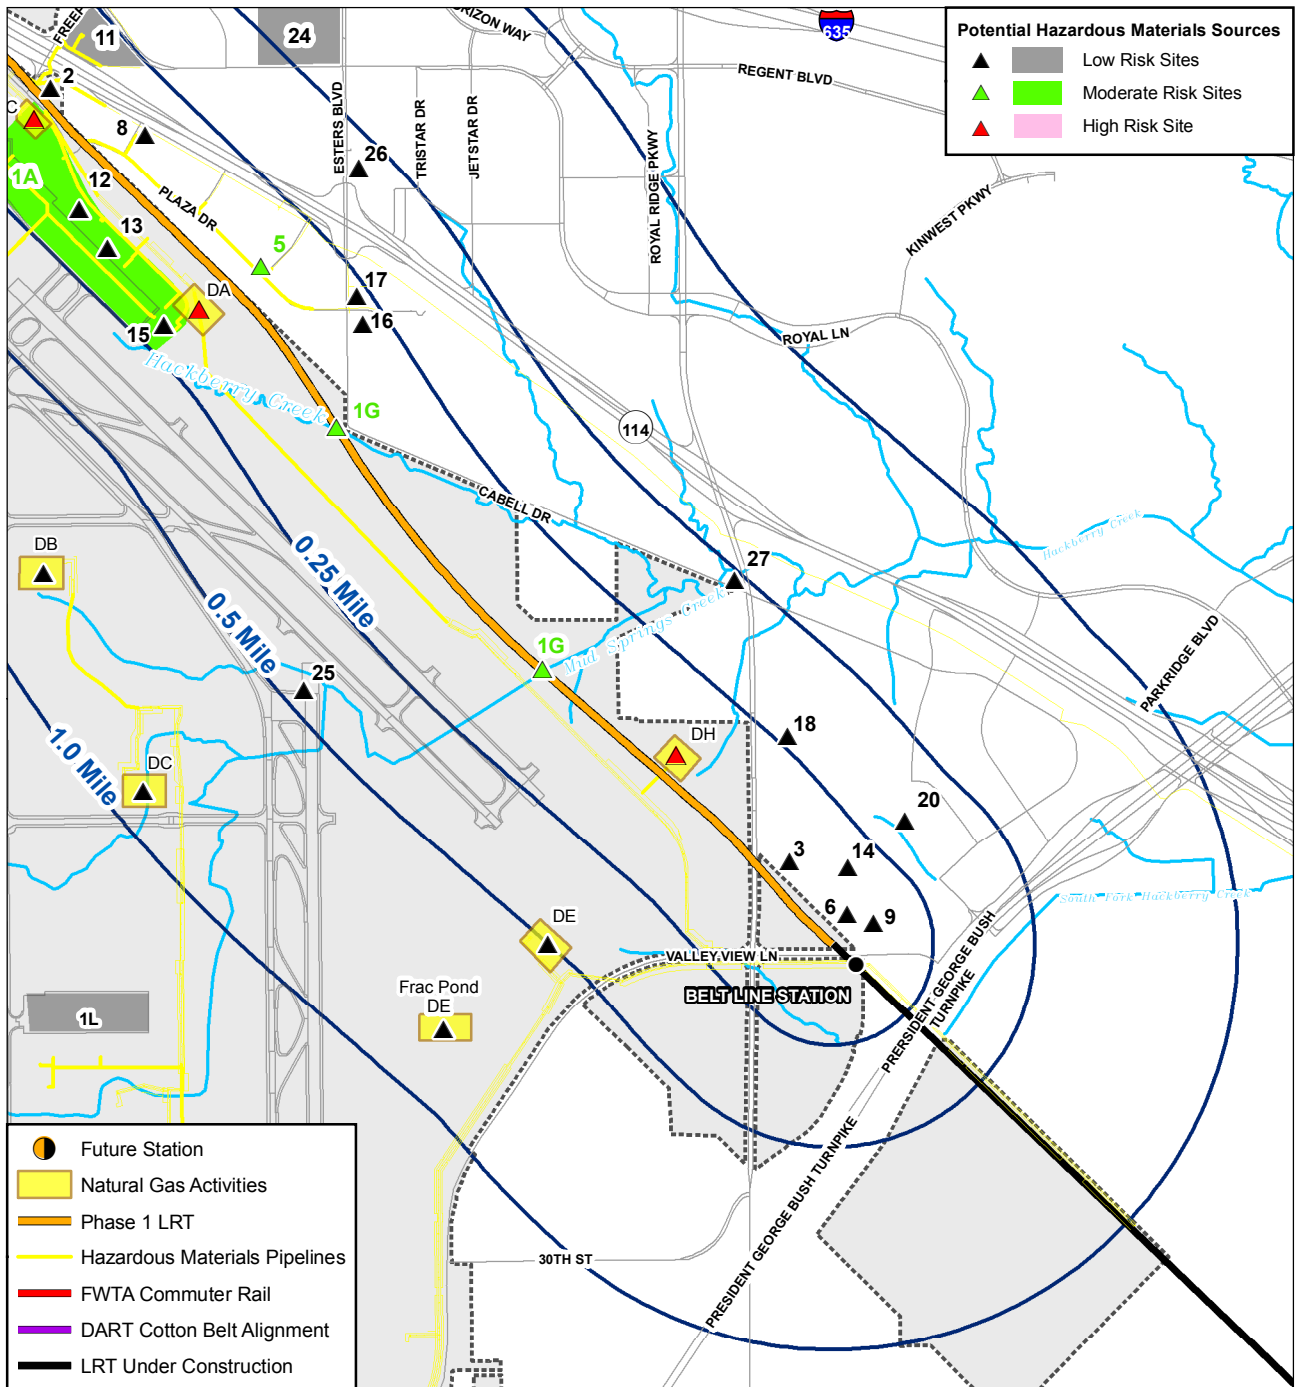 FREEP
11
24
ORIZON WAY
635
REGENT BLVD
Potential Hazardous Materials Sources
Low Risk Sites
Moderate Risk Sites
High Risk Site
2
C
8
1A
12
13
PLAZA DR
ESTERS BLVD
26
TRISTAR DR
JETSTAR DR
ROYAL RIDGE PKWY
KINWEST PKWY
5
DA
15
17
16
ROYAL LN
Hackberry Creek
1G
114
CABELL DR
Hackberry Creek
DB
0.25 Mile
0.5 Mile
1.0 Mile
27
Mud Springs Creek
1G
25
DC
DH
18
PARKRIDGE BLVD
20
3
14
6
9
South Fork Hackberry Creek
DE
VALLEY VIEW LN
BELT LINE STATION
PRERSIDENT GEORGE BUSH
TURNPIKE
Frac Pond
DE
1L
PRESIDENT GEORGE BUSH TURNPIKE
30TH ST
Future Station
Natural Gas Activities
Phase 1 LRT
Hazardous Materials Pipelines
FWTA Commuter Rail
DART Cotton Belt Alignment
LRT Under Construction